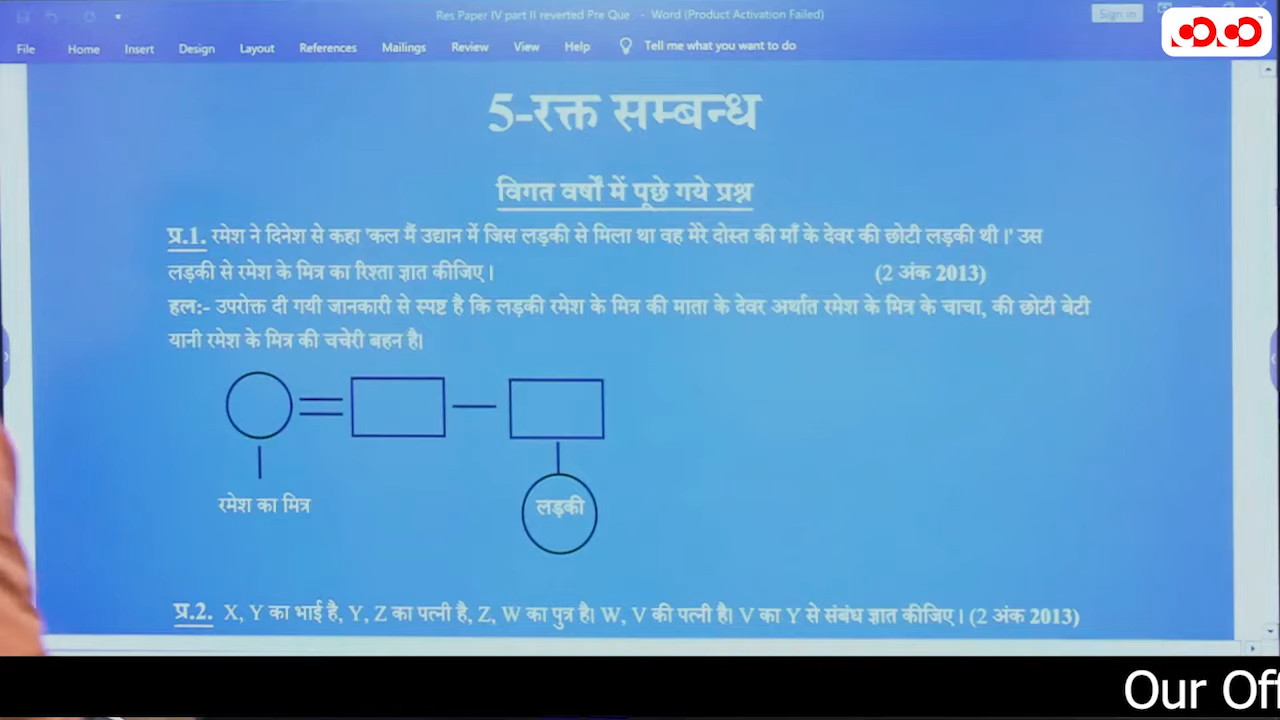 Res Paper IV part II reverted Pre Que - Word (Product Activation Failed)
Sign in
File Home Insert Design Layout References Mailings Review View Help Tell me what you want to do
5-रक्त सम्बन्ध
विगत वर्षों में पूछे गये प्रश्न
प्र.1. रमेश ने दिनेश से कहा 'कल मैं उद्यान में जिस लड़की से मिला था वह मेरे दोस्त की माँ के देवर की छोटी लड़की थी।' उस
लड़की से रमेश के मित्र का रिश्ता ज्ञात कीजिए। (2 अंक 2013)
हल:- उपरोक्त दी गयी जानकारी से स्पष्ट है कि लड़की रमेश के मित्र की माता के देवर अर्थात रमेश के मित्र के चाचा, की छोटी बेटी
यानी रमेश के मित्र की चचेरी बहन है।
रमेश का मित्र
लड़की
प्र.2. X, Y का भाई है, Y, Z का पत्नी है, Z, W का पुत्र है। W, V की पत्नी है। V का Y से संबंध ज्ञात कीजिए। (2 अंक 2013)
Our Off